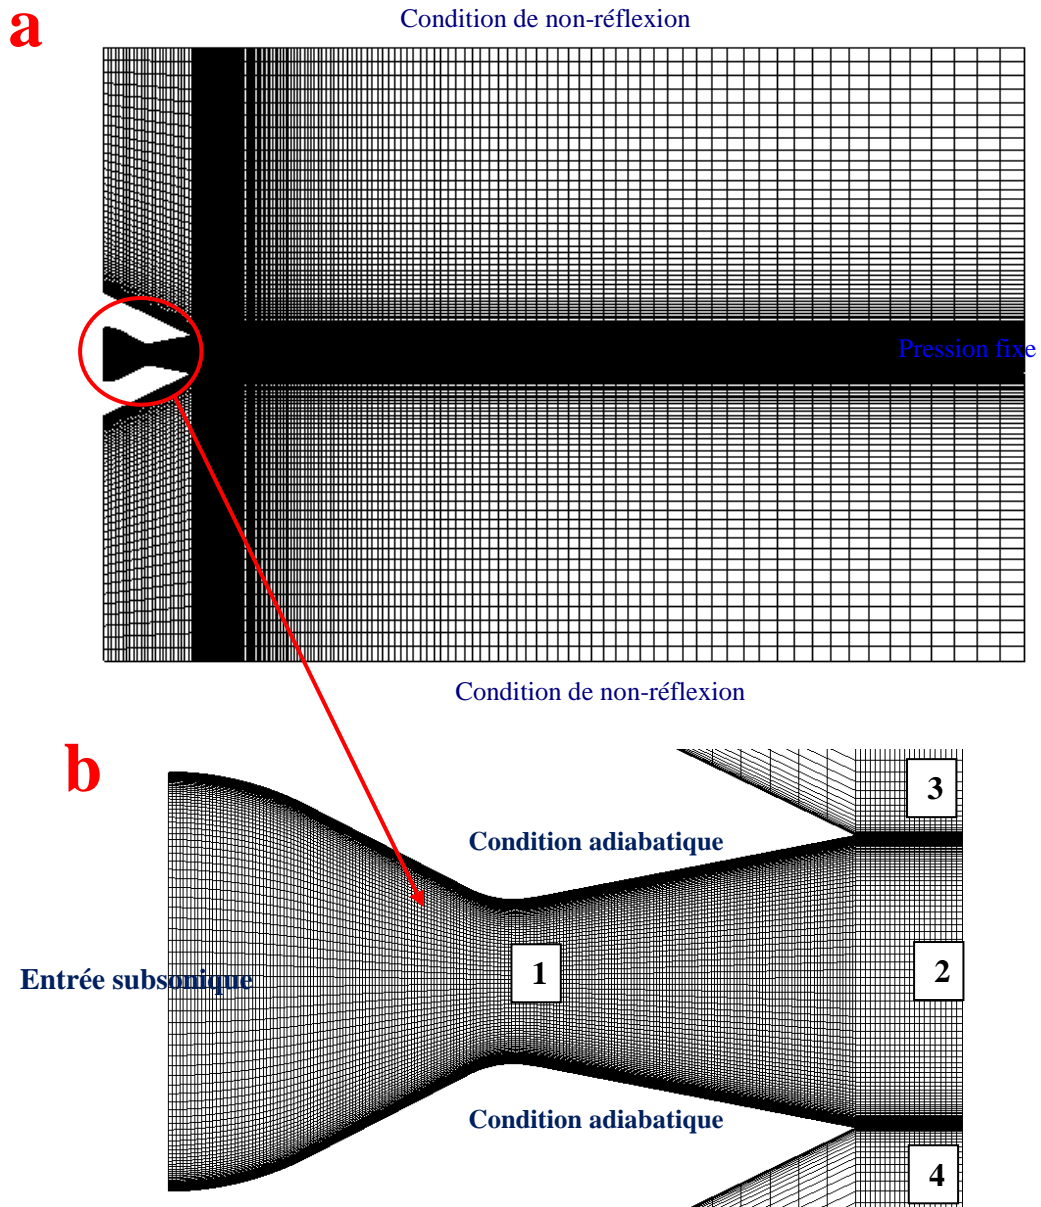 a
Condition de non-réflexion
Pression fixe
Condition de non-réflexion
b
3
Condition adiabatique
Entrée subsonique
1
2
Condition adiabatique
4